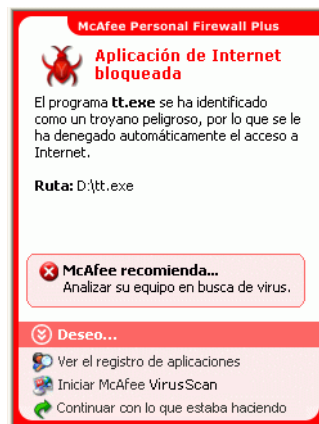 McAfee Personal Firewall Plus
Aplicación de Internet
bloqueada
El programa tt.exe se ha identificado
como un troyano peligroso, por lo que se le
ha denegado automáticamente el acceso a
Internet.
Ruta: D:\tt.exe
McAfee recomienda...
Analizar su equipo en busca de virus.
Deseo...
Ver el registro de aplicaciones
Iniciar McAfee VirusScan
Continuar con lo que estaba haciendo